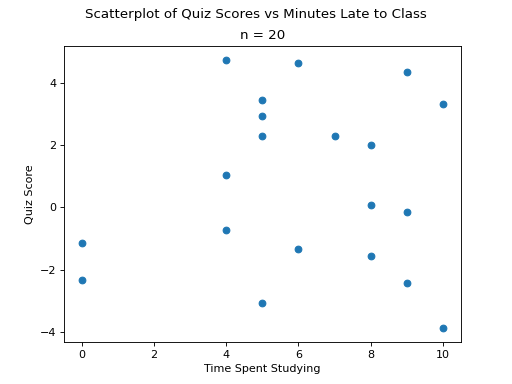 Scatterplot of Quiz Scores vs Minutes Late to Class
n = 20
4
2
0
−2
−4
Quiz Score
0 2 4 6 8 10
Time Spent Studying